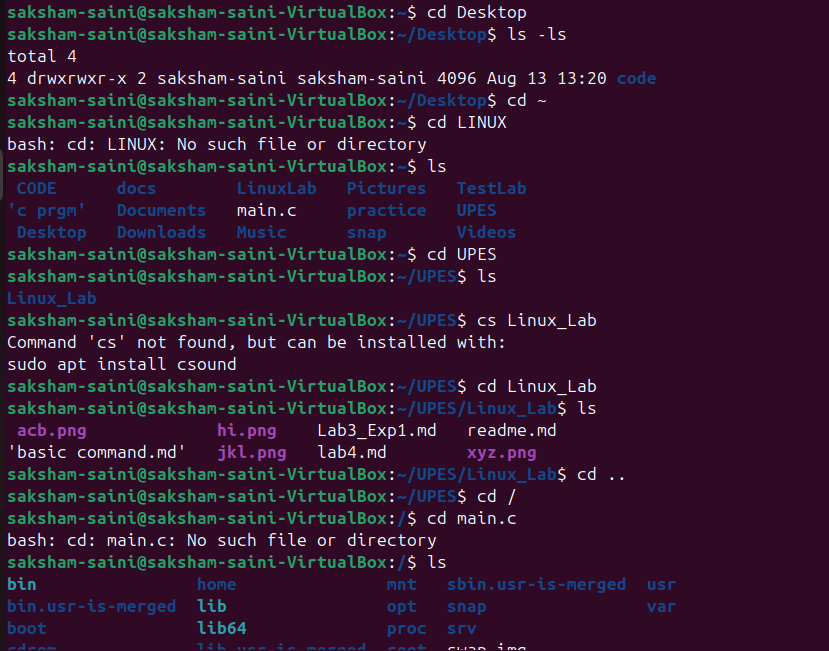 saksham-saini@saksham-saini-VirtualBox:~$ cd Desktop
saksham-saini@saksham-saini-VirtualBox:~/Desktop$ ls -ls
total 4
4 drwxrwxr-x 2 saksham-saini saksham-saini 4096 Aug 13 13:20 code
saksham-saini@saksham-saini-VirtualBox:~/Desktop$ cd ~
saksham-saini@saksham-saini-VirtualBox:~$ cd LINUX
bash: cd: LINUX: No such file or directory
saksham-saini@saksham-saini-VirtualBox:~$ ls
 CODE      docs        LinuxLab   Pictures   TestLab
'c prgm'   Documents   main.c     practice   UPES
 Desktop   Downloads   Music      snap       Videos
saksham-saini@saksham-saini-VirtualBox:~$ cd UPES
saksham-saini@saksham-saini-VirtualBox:~/UPES$ ls
Linux_Lab
saksham-saini@saksham-saini-VirtualBox:~/UPES$ cs Linux_Lab
Command 'cs' not found, but can be installed with:
sudo apt install csound
saksham-saini@saksham-saini-VirtualBox:~/UPES$ cd Linux_Lab
saksham-saini@saksham-saini-VirtualBox:~/UPES/Linux_Lab$ ls
 acb.png             hi.png    Lab3_Exp1.md   readme.md
'basic command.md'   jkl.png   lab4.md        xyz.png
saksham-saini@saksham-saini-VirtualBox:~/UPES/Linux_Lab$ cd ..
saksham-saini@saksham-saini-VirtualBox:~/UPES$ cd /
saksham-saini@saksham-saini-VirtualBox:/$ cd main.c
bash: cd: main.c: No such file or directory
saksham-saini@saksham-saini-VirtualBox:/$ ls
bin                home               mnt   sbin.usr-is-merged  usr
bin.usr-is-merged  lib                opt   snap                var
boot               lib64              proc  srv
cdrom              lib.usr-is-merged  root  swap.img